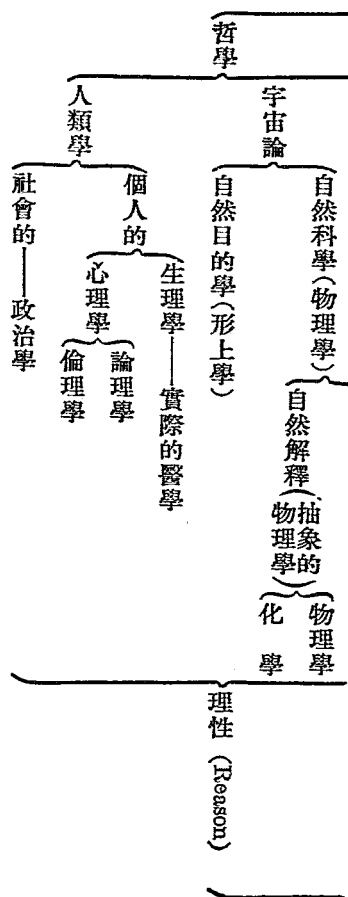 哲學
宇宙論
自然科學(物理學)
自然解釋(抽象的物理學)
物理學
化學
自然目的學(形上學)
人類學
個人的
生理學——實際的醫學
心理學
論理學
倫理學
社會的——政治學
理性 (Reason)